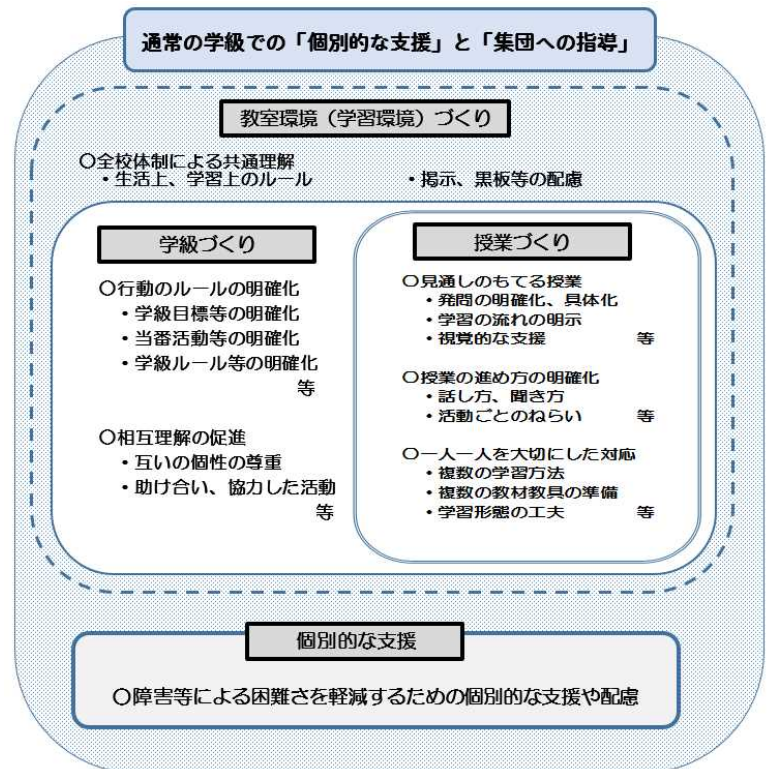 通常の学級での「個別的な支援」と「集団への指導」
教室環境（学習環境）づくり
〇全校体制による共通理解
・生活上、学習上のルール ・掲示、黒板等の配慮
学級づくり
〇行動のルールの明確化
・学級目標等の明確化
・当番活動等の明確化
・学級ルール等の明確化
等
〇相互理解の促進
・互いの個性の尊重
・助け合い、協力した活動
等
授業づくり
〇見通しのもてる授業
・発問の明確化、具体化
・学習の流れの明示
・視覚的な支援 等
〇授業の進め方の明確化
・話し方、聞き方
・活動ごとのねらい 等
〇一人一人を大切にした対応
・複数の学習方法
・複数の教材教具の準備
・学習形態の工夫 等
個別的な支援
〇障害等による困難さを軽減するための個別的な支援や配慮